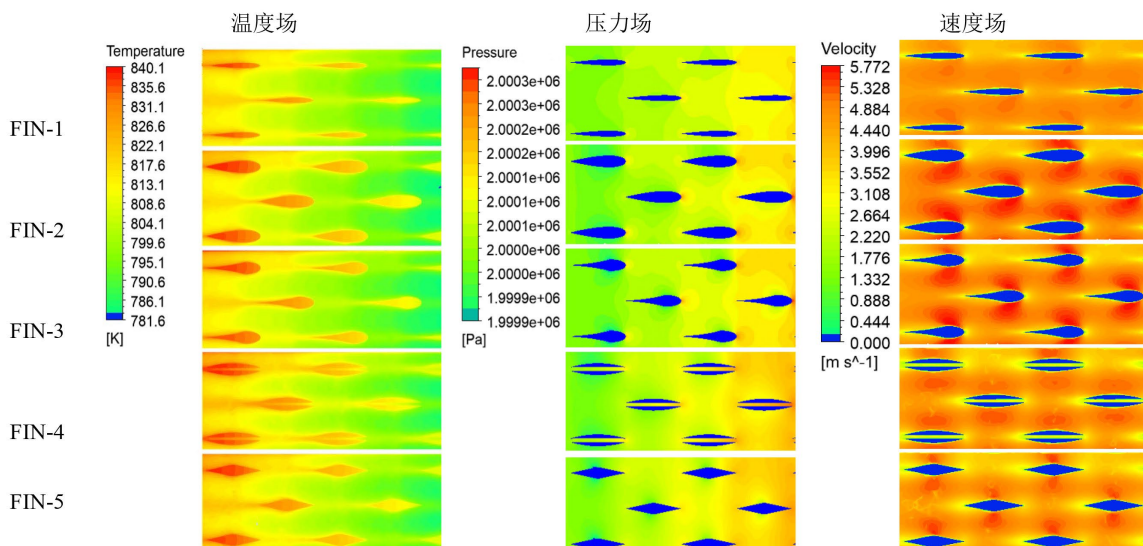 温度场
压力场
速度场
Temperature
840.1
835.6
831.1
826.6
822.1
817.6
813.1
808.6
804.1
799.6
795.1
790.6
786.1
781.6
[K]
Pressure
2.0003e+06
2.0003e+06
2.0002e+06
2.0002e+06
2.0001e+06
2.0001e+06
2.0000e+06
2.0000e+06
1.9999e+06
1.9999e+06
[Pa]
Velocity
5.772
5.328
4.884
4.440
3.996
3.552
3.108
2.664
2.220
1.776
1.332
0.888
0.4444
0.000
[m s^-1]
FIN-1
FIN-2
FIN-3
FIN-4
FIN-5